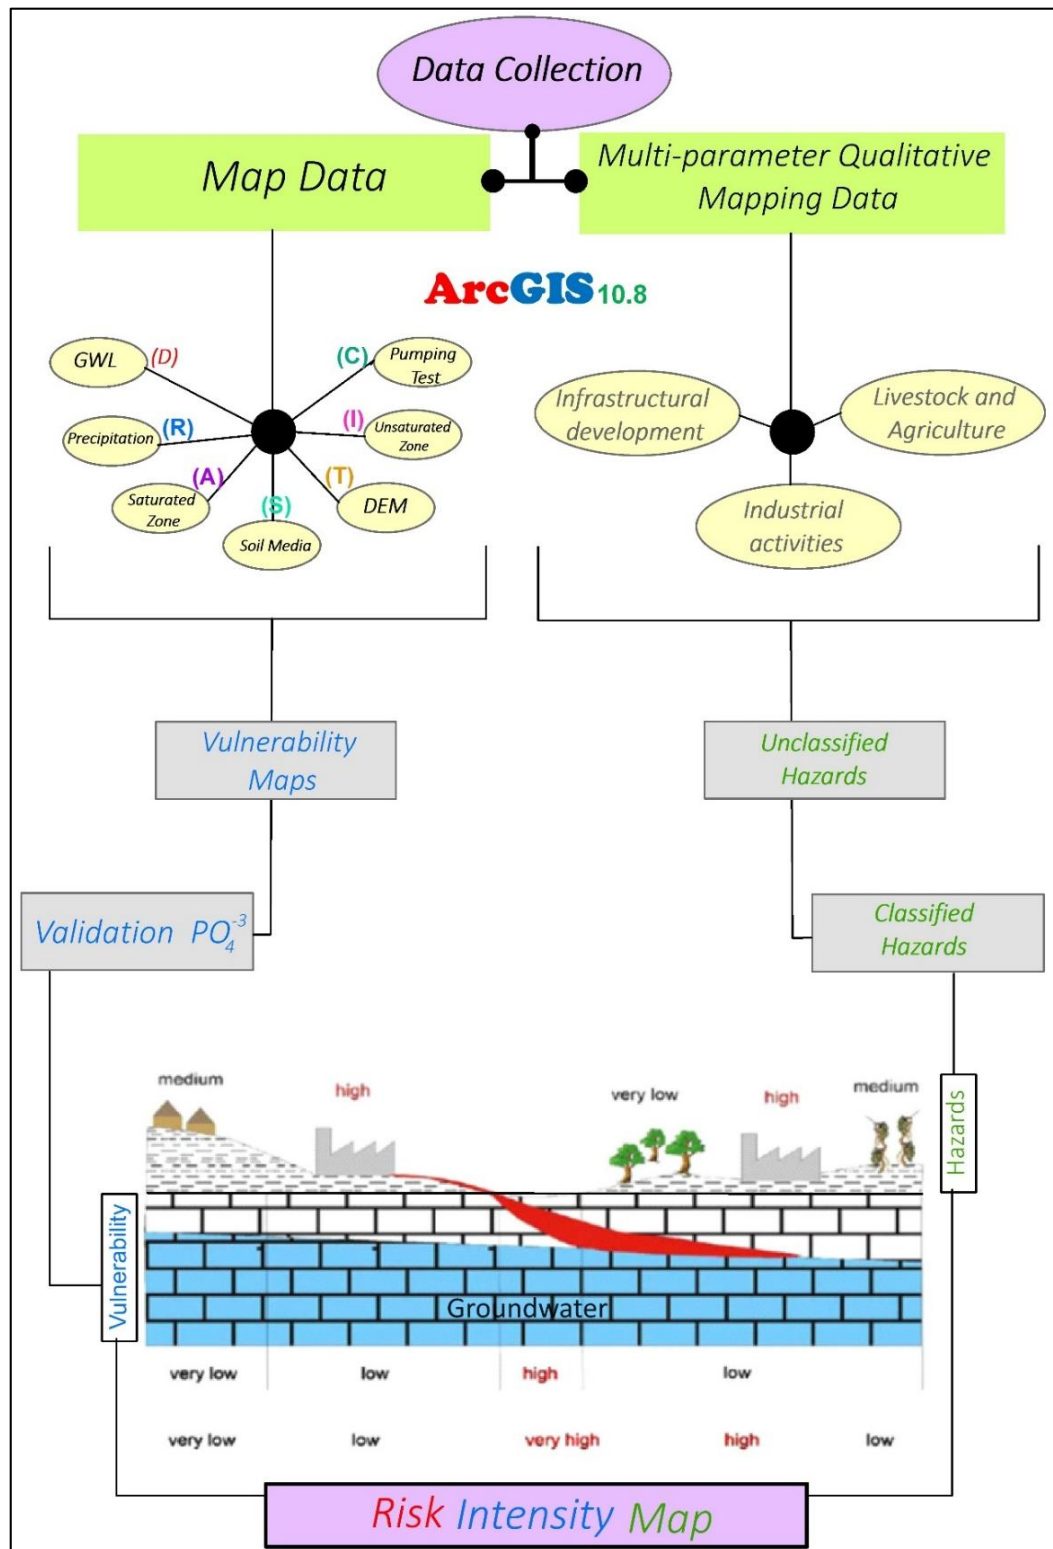 Data Collection
Map Data
Multi-parameter Qualitative
Mapping Data
ArcGIS 10.8
GWL
(D)
(C)
Pumping
Test
Precipitation
(R)
(I)
Unsaturated
Zone
Saturated
Zone
(A)
(S)
(T)
DEM
Soil Media
Infrastructural
development
Livestock and
Agriculture
Industrial
activities
Vulnerability
Maps
Unclassified
Hazards
Validation PO₄⁻³
Classified
Hazards
medium
high
very low
high
medium
Hazards
Vulnerability
Groundwater
very low
low
high
low
very low
low
very high
high
low
Risk Intensity Map